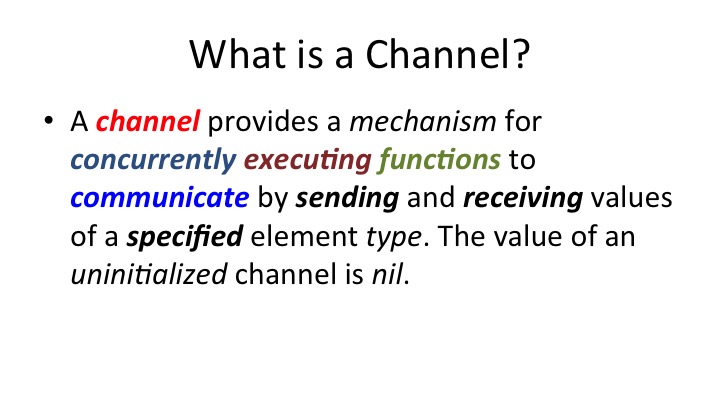 What is a Channel?
• A channel provides a mechanism for
concurrently executing functions to
communicate by sending and receiving values
of a specified element type. The value of an
uninitialized channel is nil.